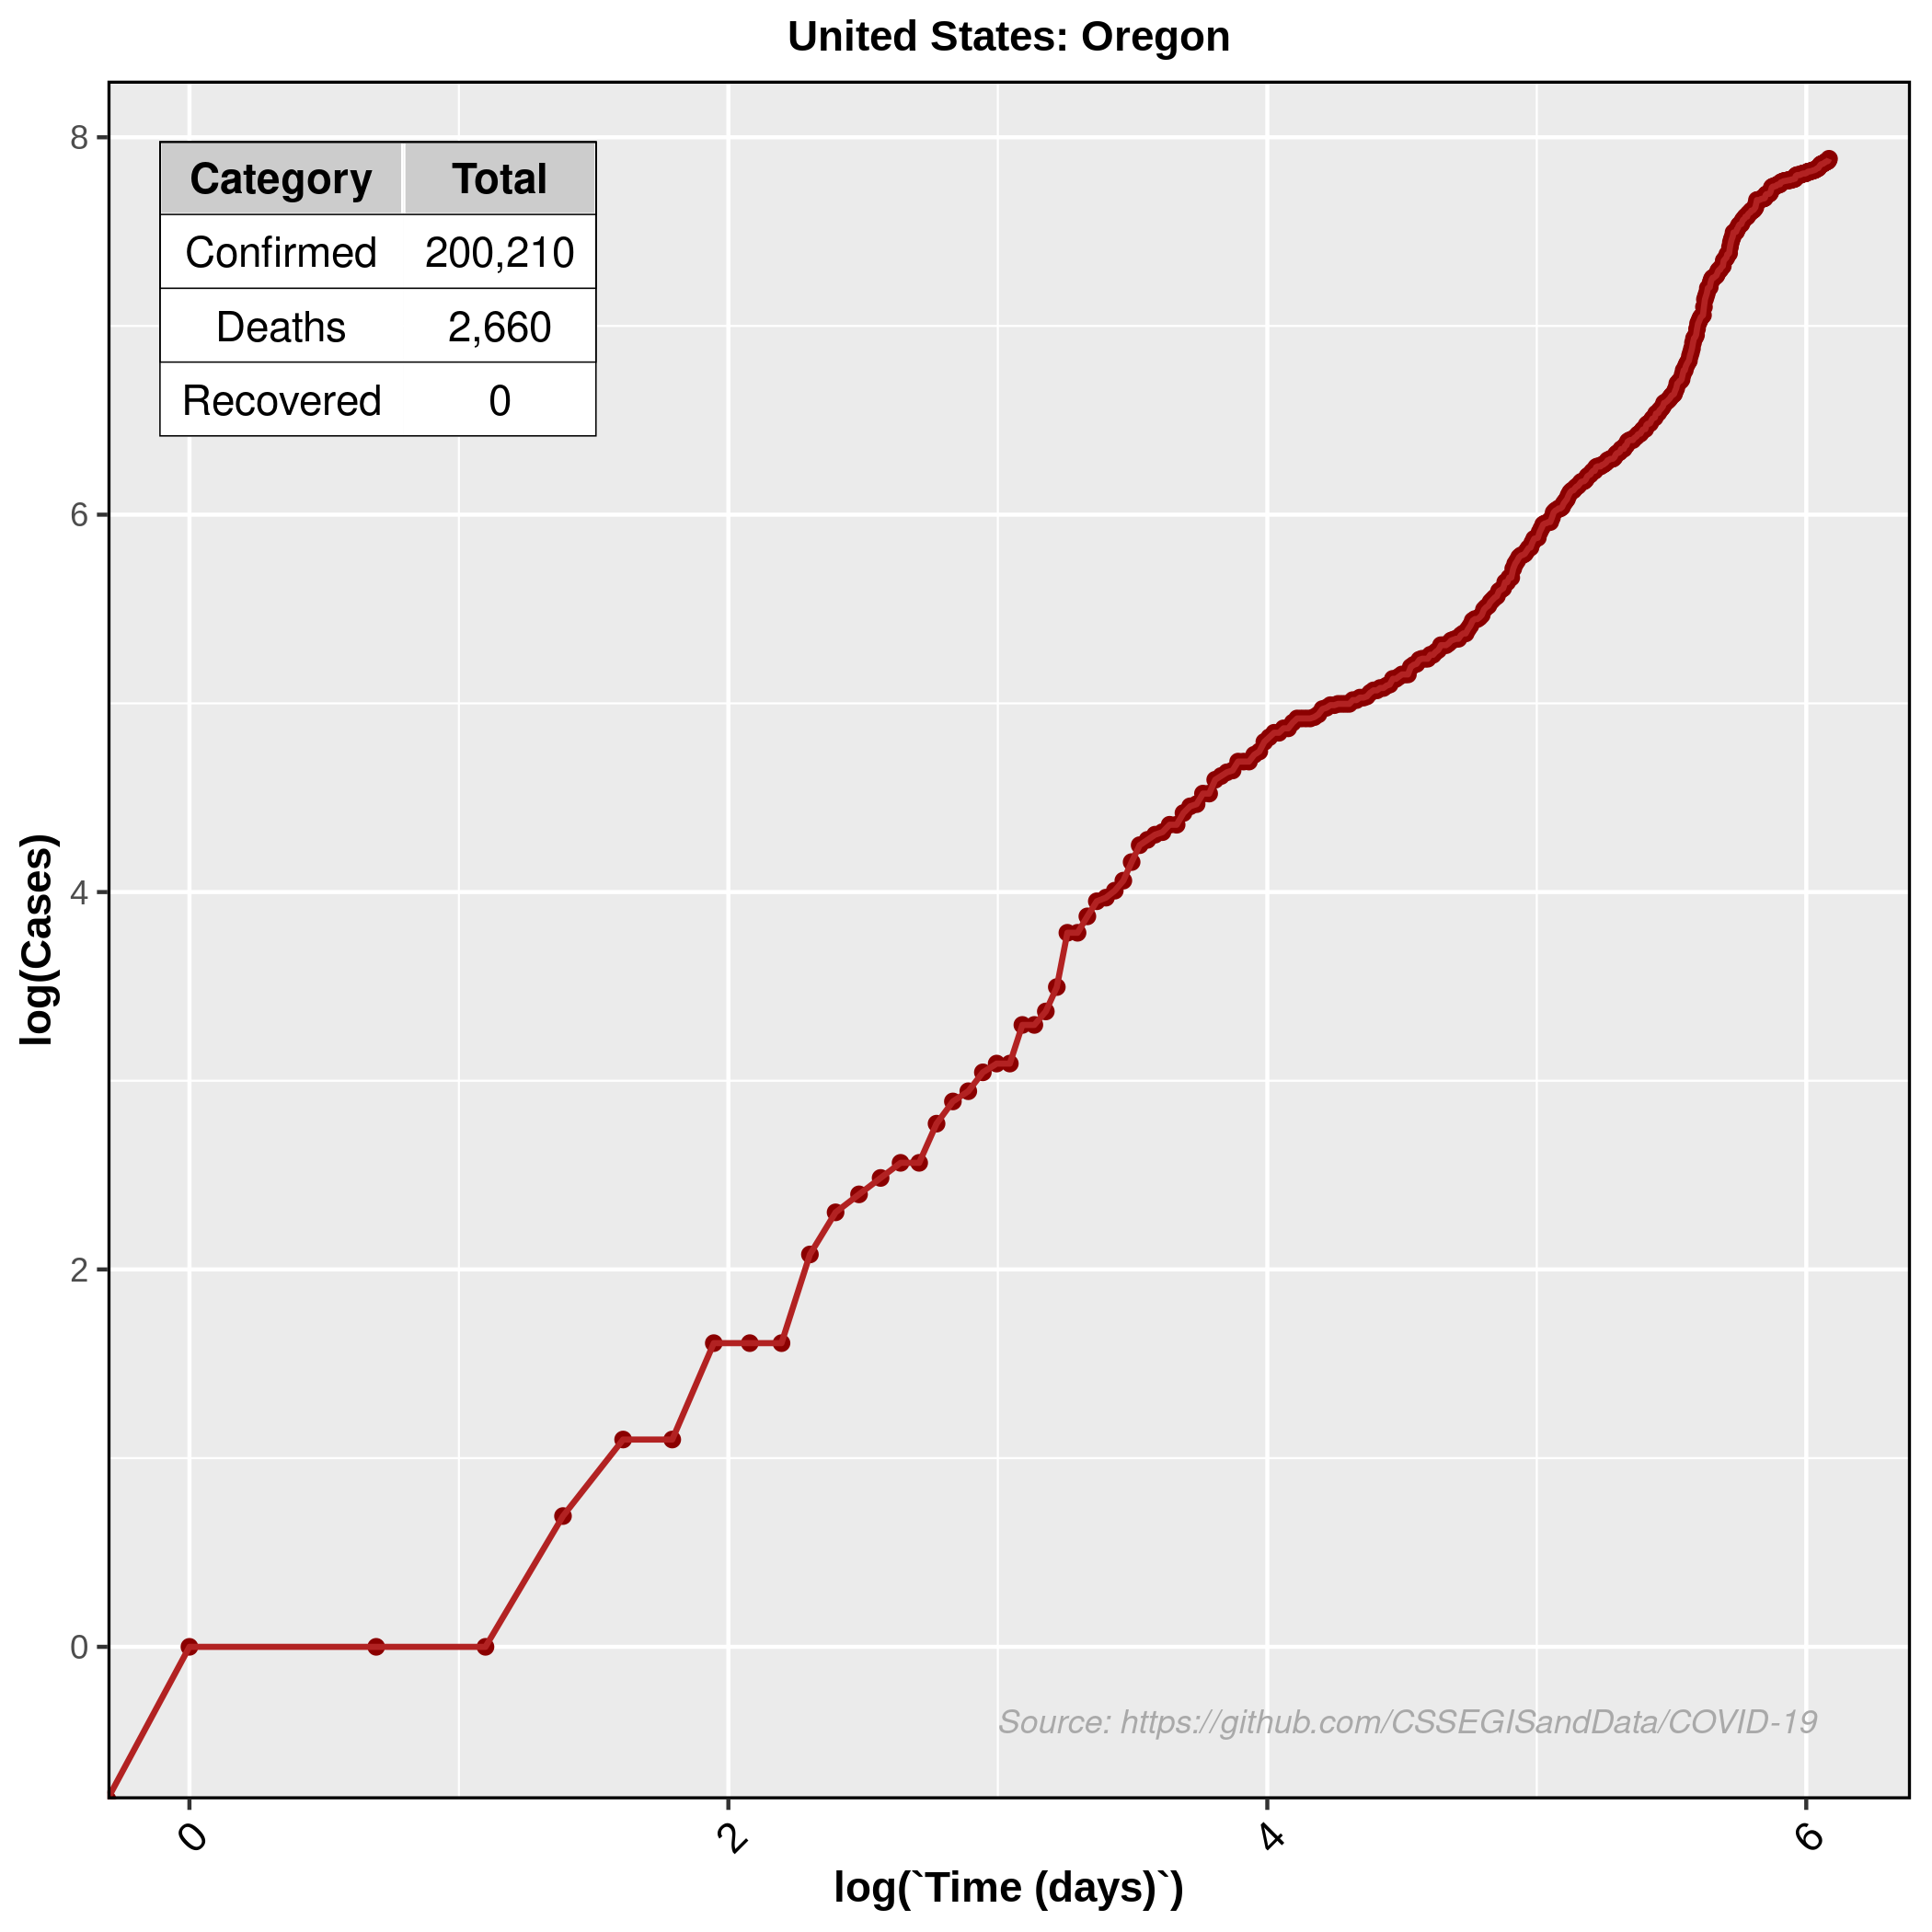 United States: Oregon
Category Total
Confirmed 200,210
Deaths 2,660
Recovered 0
8
6
4
2
0
log(Cases)
Source: https://github.com/CSSEGISandData/COVID-19
0 2 4 6
log(`Time (days)`)